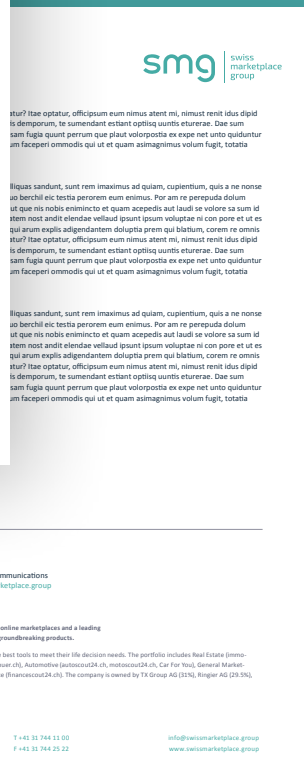 smg
swiss
marketplace
group
atur? Itae optatur, officipsum eum nimus atent mi, nimust renit idus dipid
is demporum, te sumendant estiant optiisq uuntis eturerae. Dae sum
sam fugia quunt perrum que plaut volorpostia ex expe net unto quiduntur
um faceperi ommodis qui ut et quam asimagnimus volum fugit, totatia
lliquas sandunt, sunt rem imaximus ad quiam, cupientium, quis a ne nonse
uo berchil eic testia perorem eum enimus. Por am re perepuda dolum
ut que nis nobis enimincto et quam acepedis aut laudi se volore sa sum id
atem nost andit elendae vellaud ipsunt ipsum voluptae ni con pore et ut es
qui arum explis adigendantem doluptia prem qui blatium, corem re omnis
atur? Itae optatur, officipsum eum nimus atent mi, nimust renit idus dipid
is demporum, te sumendant estiant optiisq uuntis eturerae. Dae sum
sam fugia quunt perrum que plaut volorpostia ex expe net unto quiduntur
um faceperi ommodis qui ut et quam asimagnimus volum fugit, totatia
lliquas sandunt, sunt rem imaximus ad quiam, cupientium, quis a ne nonse
uo berchil eic testia perorem eum enimus. Por am re perepuda dolum
ut que nis nobis enimincto et quam acepedis aut laudi se volore sa sum id
atem nost andit elendae vellaud ipsunt ipsum voluptae ni con pore et ut es
qui arum explis adigendantem doluptia prem qui blatium, corem re omnis
atur? Itae optatur, officipsum eum nimus atent mi, nimust renit idus dipid
is demporum, te sumendant estiant optiisq uuntis eturerae. Dae sum
sam fugia quunt perrum que plaut volorpostia ex expe net unto quiduntur
um faceperi ommodis qui ut et quam asimagnimus volum fugit, totatia
mmunications
ketplace.group
online marketplaces and a leading
groundbreaking products.
e best tools to meet their life decision needs. The portfolio includes Real Estate (immo-
nuer.ch), Automotive (autoscout24.ch, motoscout24.ch, Car For You), General Market-
e (financescout24.ch). The company is owned by TX Group AG (31%), Ringier AG (29.5%),
T +41 31 744 11 00
F +41 31 744 25 22
info@swissmarketplace.group
www.swissmarketplace.group